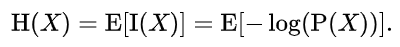 H(X) = E[I(X)] = E[− log(P(X))].